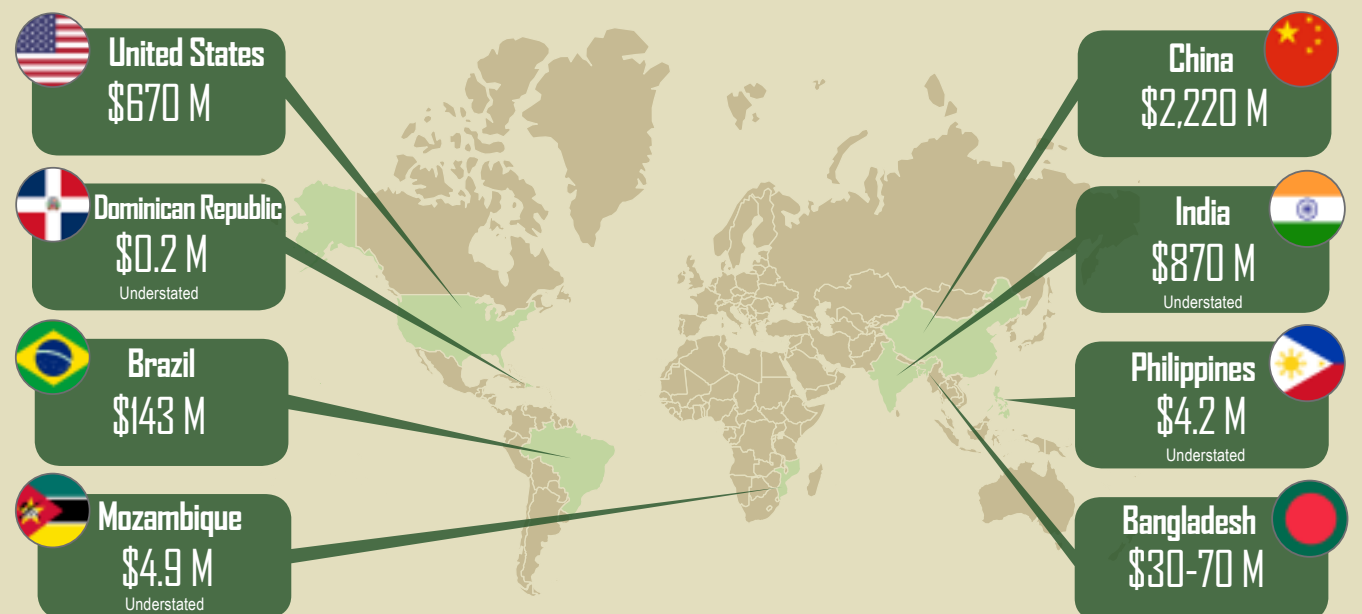 United States
$670 M
Dominican Republic
$0.2 M
Understated
Brazil
$143 M
Mozambique
$4.9 M
Understated
China
$2,220 M
India
$870 M
Understated
Philippines
$4.2 M
Understated
Bangladesh
$30-70 M